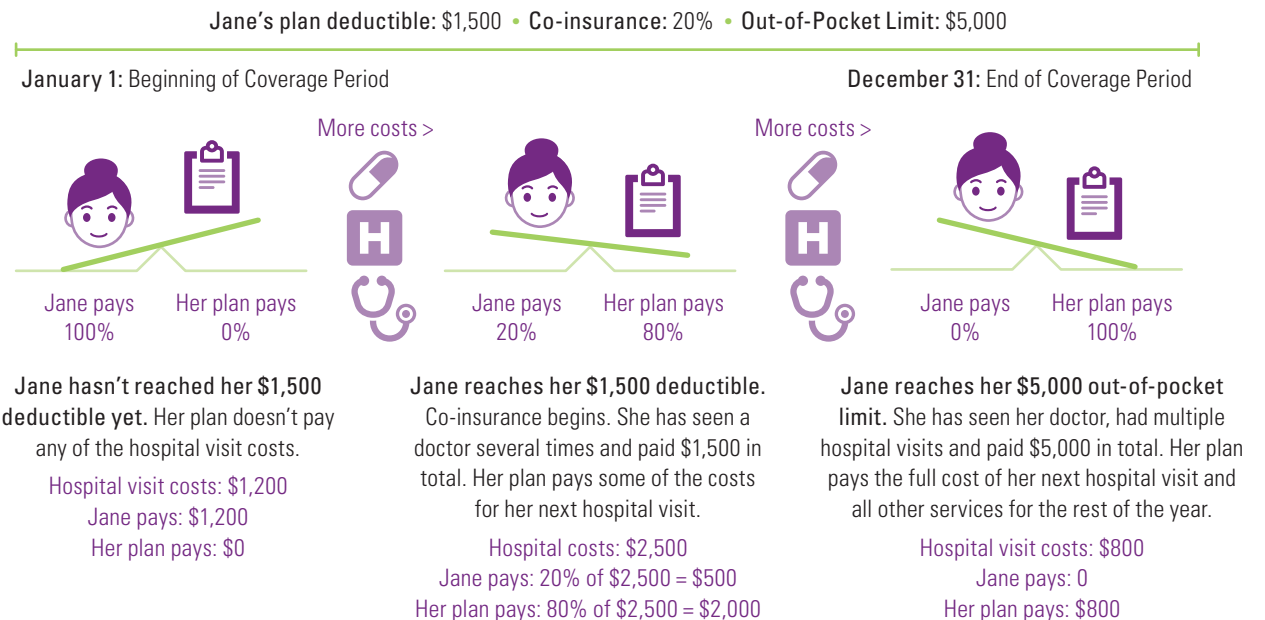 Jane's plan deductible: $1,500 • Co-insurance: 20% • Out-of-Pocket Limit: $5,000
January 1: Beginning of Coverage Period
December 31: End of Coverage Period
More costs >
More costs >
H
H
Jane pays
100%
Her plan pays
0%
Jane pays
20%
Her plan pays
80%
Jane pays
0%
Her plan pays
100%
Jane hasn't reached her $1,500
deductible yet. Her plan doesn't pay
any of the hospital visit costs.
Hospital visit costs: $1,200
Jane pays: $1,200
Her plan pays: $0
Jane reaches her $1,500 deductible.
Co-insurance begins. She has seen a
doctor several times and paid $1,500 in
total. Her plan pays some of the costs
for her next hospital visit.
Hospital costs: $2,500
Jane pays: 20% of $2,500 = $500
Her plan pays: 80% of $2,500 = $2,000
Jane reaches her $5,000 out-of-pocket
limit. She has seen her doctor, had multiple
hospital visits and paid $5,000 in total. Her plan
pays the full cost of her next hospital visit and
all other services for the rest of the year.
Hospital visit costs: $800
Jane pays: 0
Her plan pays: $800